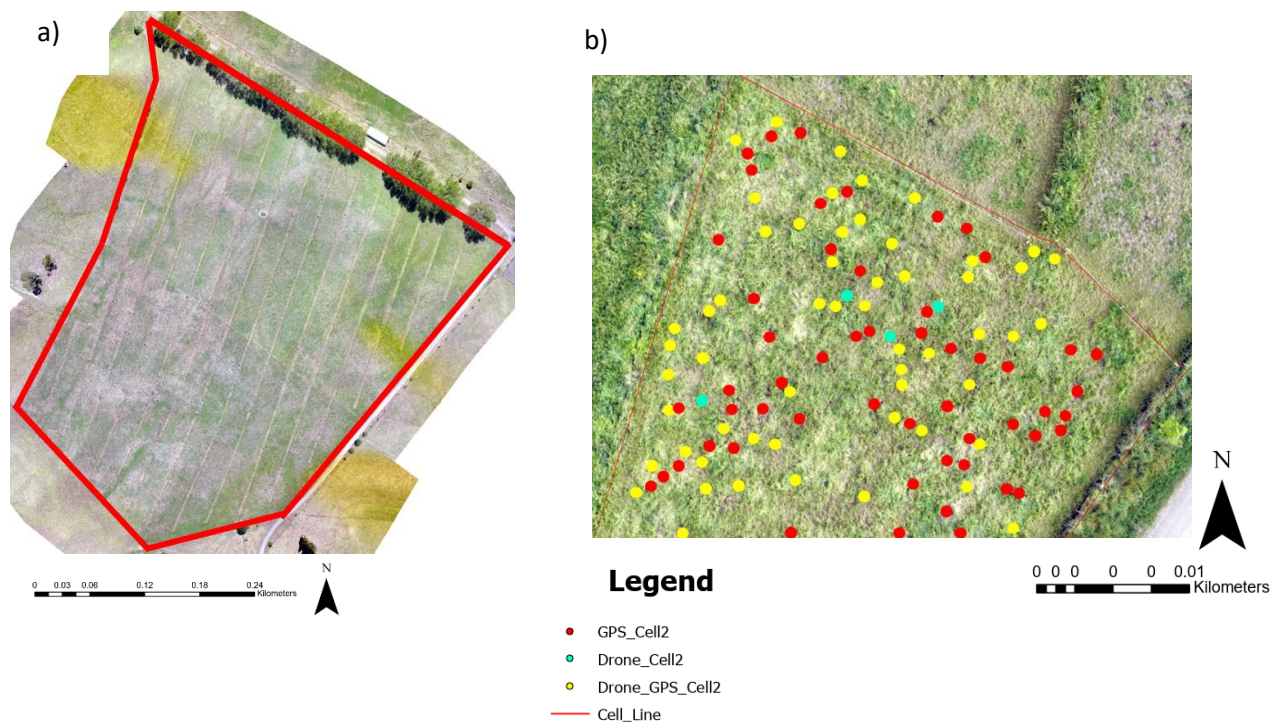 a)
b)
N
0 0.03 0.06 0.12 0.18 0.24
Kilometers
N
0 0 0 0 0 0.01
Kilometers
Legend
GPS_Cell2
Drone_Cell2
Drone_GPS_Cell2
Cell_Line